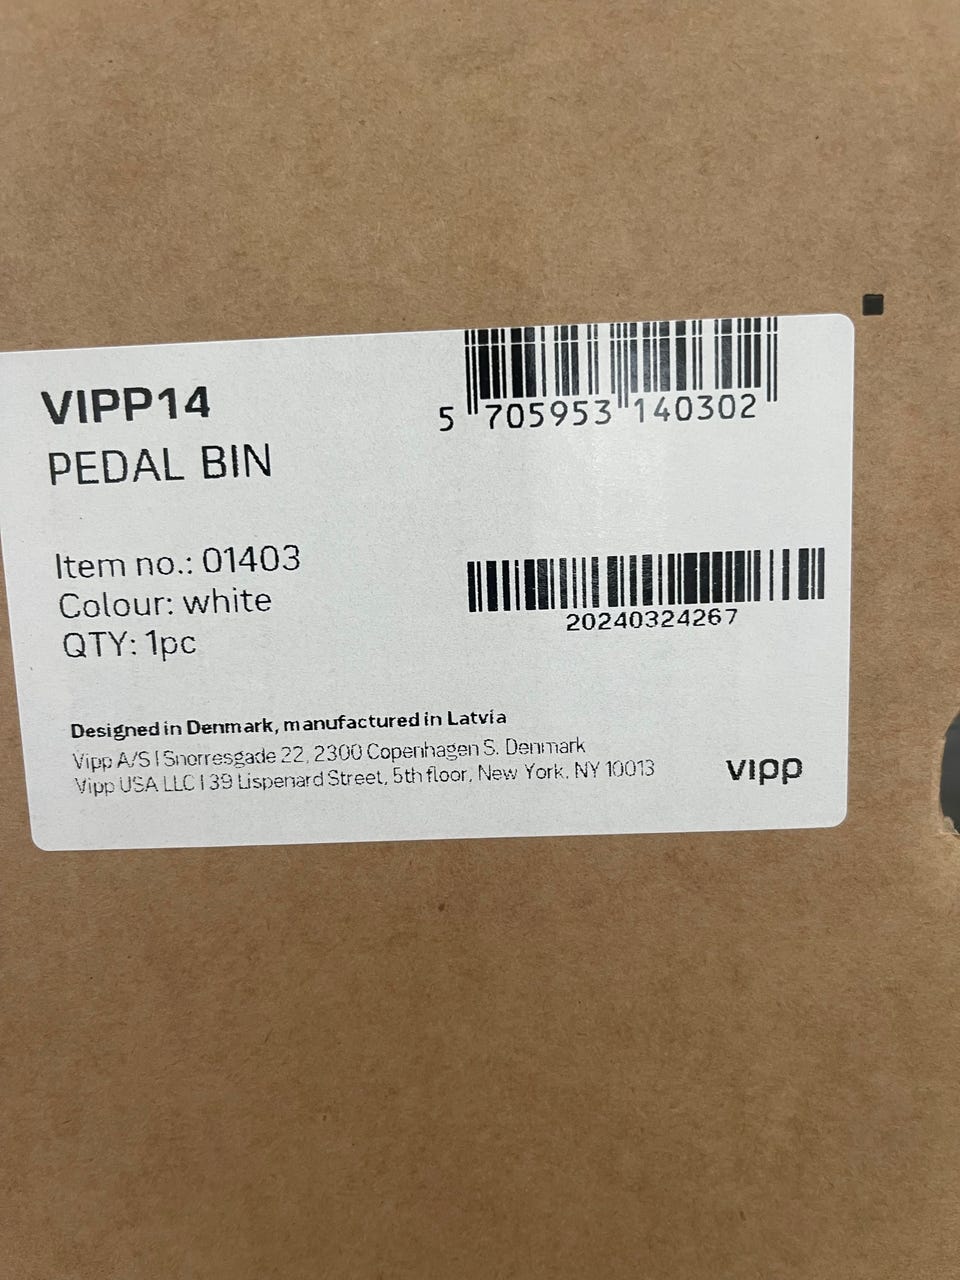 VIPP14
PEDAL BIN
5 705953 140302
Item no.: 01403
Colour: white
QTY: 1pc
20240324267
Designed in Denmark, manufactured in Latvia
Vipp A/S | Snorresgade 22, 2300 Copenhagen S. Denmark
Vipp USA LLC | 39 Lispenard Street, 5th floor, New York, NY 10013
vipp